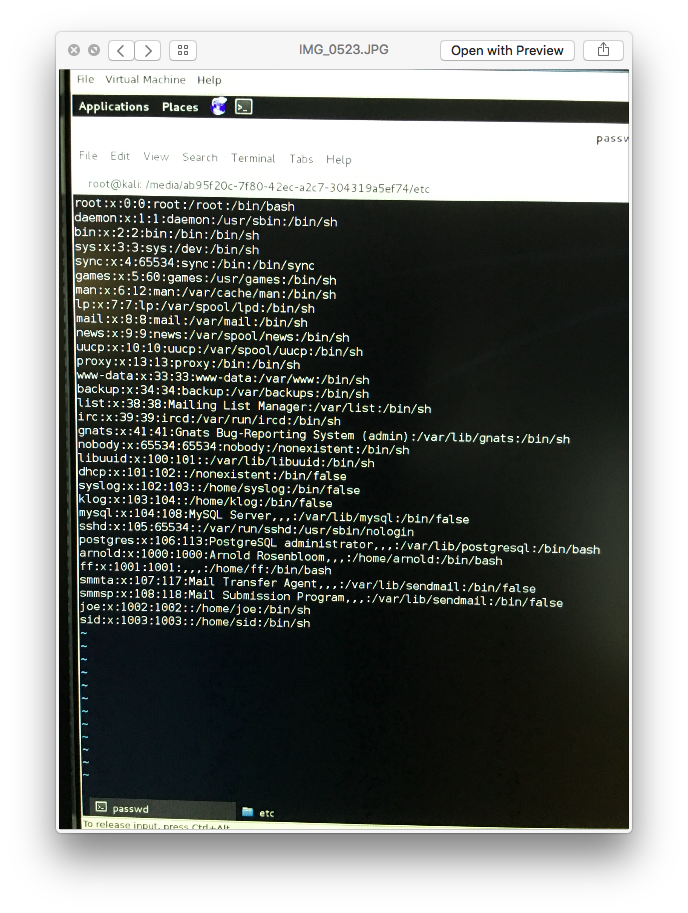 IMG_0523.JPG
Open with Preview
File Virtual Machine Help
Applications Places
passw
File Edit View Search Terminal Tabs Help
root@kali: /media/ab95f20c-7f80-42ec-a2c7-304319a5ef74/etc
root:x:0:0:root:/root:/bin/bash
daemon:x:1:1:daemon:/usr/sbin:/bin/sh
bin:x:2:2:bin:/bin:/bin/sh
sys:x:3:3:sys:/dev:/bin/sh
sync:x:4:65534:sync:/bin:/bin/sync
games:x:5:60:games:/usr/games:/bin/sh
man:x:6:12:man:/var/cache/man:/bin/sh
lp:x:7:7:lp:/var/spool/lpd:/bin/sh
mail:x:8:8:mail:/var/mail:/bin/sh
news:x:9:9:news:/var/spool/news:/bin/sh
uucp:x:10:10:uucp:/var/spool/uucp:/bin/sh
proxy:x:13:13:proxy:/bin:/bin/sh
www-data:x:33:33:www-data:/var/www:/bin/sh
backup:x:34:34:backup:/var/backups:/bin/sh
list:x:38:38:Mailing List Manager:/var/list:/bin/sh
irc:x:39:39:ircd:/var/run/ircd:/bin/sh
gnats:x:41:41:Gnats Bug-Reporting System (admin):/var/lib/gnats:/bin/sh
nobody:x:65534:65534:nobody:/nonexistent:/bin/sh
libuuid:x:100:101::/var/lib/libuuid:/bin/sh
dhcp:x:101:102::/nonexistent:/bin/false
syslog:x:102:103::/home/syslog:/bin/false
klog:x:103:104::/home/klog:/bin/false
mysql:x:104:108:MySQL Server,,,:/var/lib/mysql:/bin/false
sshd:x:105:65534::/var/run/sshd:/usr/sbin/nologin
postgres:x:106:113:PostgreSQL administrator,,,:/var/lib/postgresql:/bin/bash
arnold:x:1000:1000:Arnold Rosenbloom,,,:/home/arnold:/bin/bash
ff:x:1001:1001:,,,:/home/ff:/bin/bash
smmta:x:107:117:Mail Transfer Agent,,,:/var/lib/sendmail:/bin/false
smmsp:x:108:118:Mail Submission Program,,,:/var/lib/sendmail:/bin/false
joe:x:1002:1002::/home/joe:/bin/sh
sid:x:1003:1003::/home/sid:/bin/sh
~
~
~
~
~
~
~
~
~
~
~
passwd
etc
To release input, press Ctrl+Alt